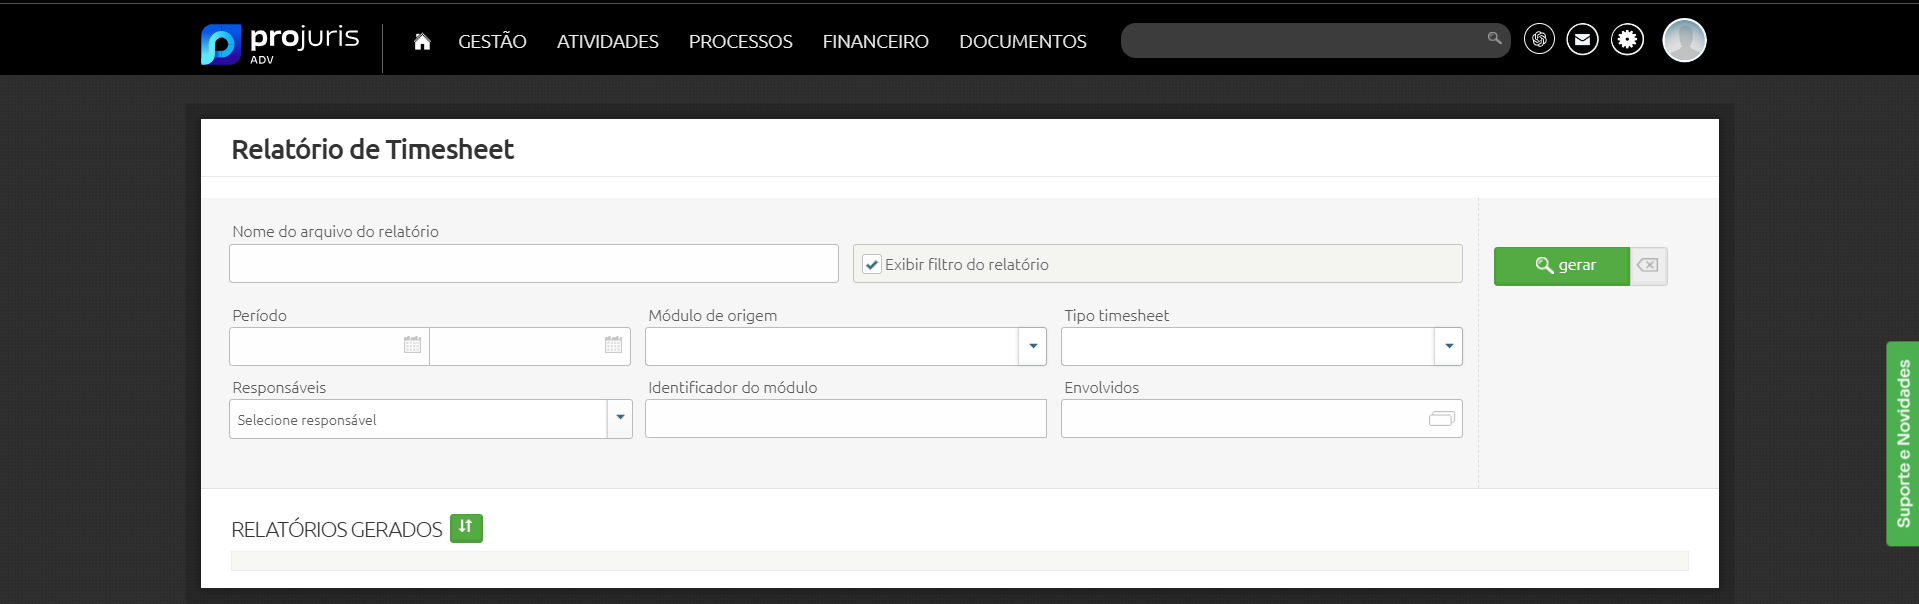 projuris
ADV
GESTÃO ATIVIDADES PROCESSOS FINANCEIRO DOCUMENTOS
Relatório de Timesheet
Nome do arquivo do relatório
Exibir filtro do relatório
gerar
Período Módulo de origem Tipo timesheet
Responsáveis Identificador do módulo Envolvidos
Selecione responsável
Suporte e Novidades
RELATÓRIOS GERADOS